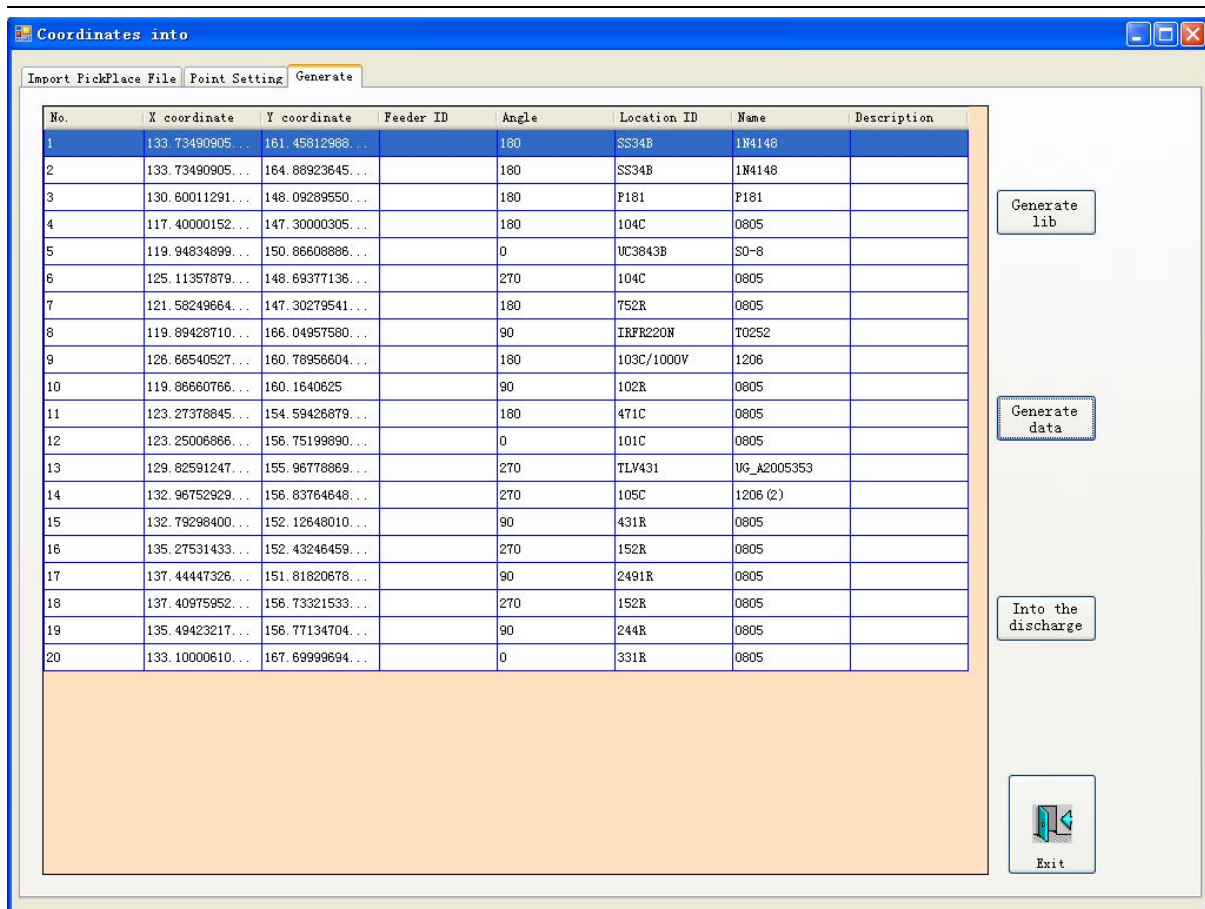 Coordinates into
Import PickPlace File Point Setting Generate
No. X coordinate Y coordinate Feeder ID Angle Location ID Name Description
1 133.73490905... 161.45812988... 180 SS34B 1N4148
2 133.73490905... 164.88923645... 180 SS34B 1N4148
3 130.60011291... 148.09289550... 180 P181 P181
4 117.40000152... 147.30000305... 180 104C 0805
5 119.94834899... 150.86608886... 0 UC3843B SO-8
6 125.11357879... 148.69377136... 270 104C 0805
7 121.58249664... 147.30279541... 180 752R 0805
8 119.89428710... 166.04957580... 90 IRFR220N TO252
9 126.66540527... 160.78956604... 180 103C/1000V 1206
10 119.86660766... 160.1640625 90 102R 0805
11 123.27378845... 154.59426879... 180 471C 0805
12 123.25006866... 156.75199890... 0 101C 0805
13 129.82591247... 155.96778869... 270 TLV431 UG_A2005353
14 132.96752929... 156.83764648... 270 105C 1206(2)
15 132.79298400... 152.12648010... 90 431R 0805
16 135.27531433... 152.43246459... 270 152R 0805
17 137.44447326... 151.81820678... 90 2491R 0805
18 137.40975952... 156.73321533... 270 152R 0805
19 135.49423217... 156.77134704... 90 244R 0805
20 133.10000610... 167.69999694... 0 331R 0805
Generate
lib
Generate
data
Into the
discharge
Exit